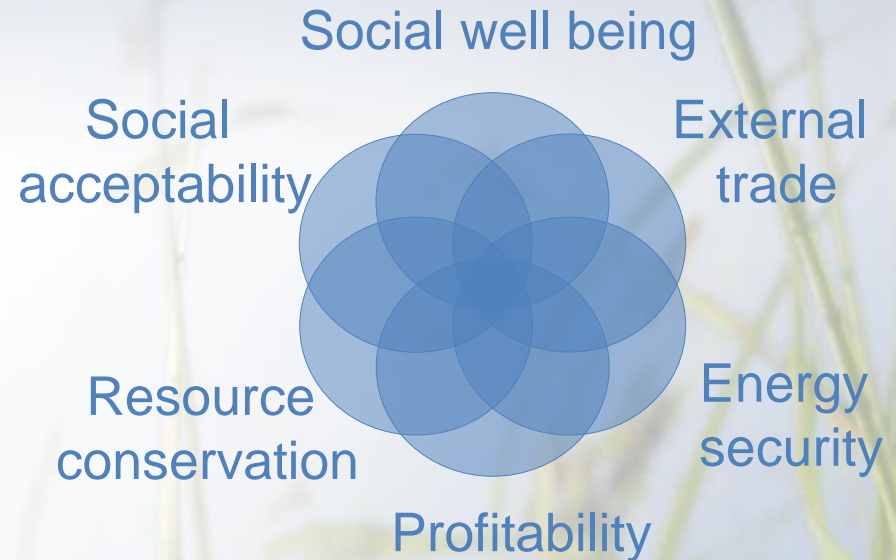 Social well being
External
trade
Energy
security
Profitability
Resource
conservation
Social
acceptability